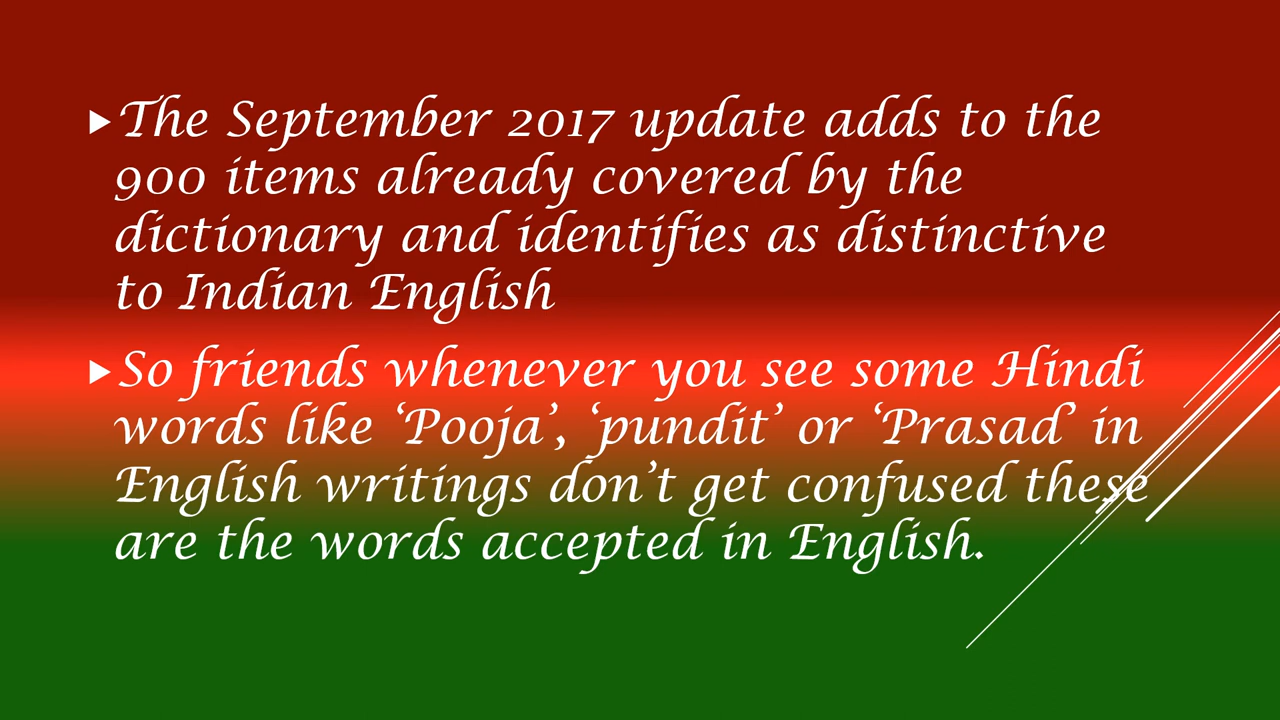 The September 2017 update adds to the
900 items already covered by the
dictionary and identifies as distinctive
to Indian English
So friends whenever you see some Hindi
words like ‘Pooja’, ‘pundit’ or ‘Prasad’ in
English writings don’t get confused these
are the words accepted in English.